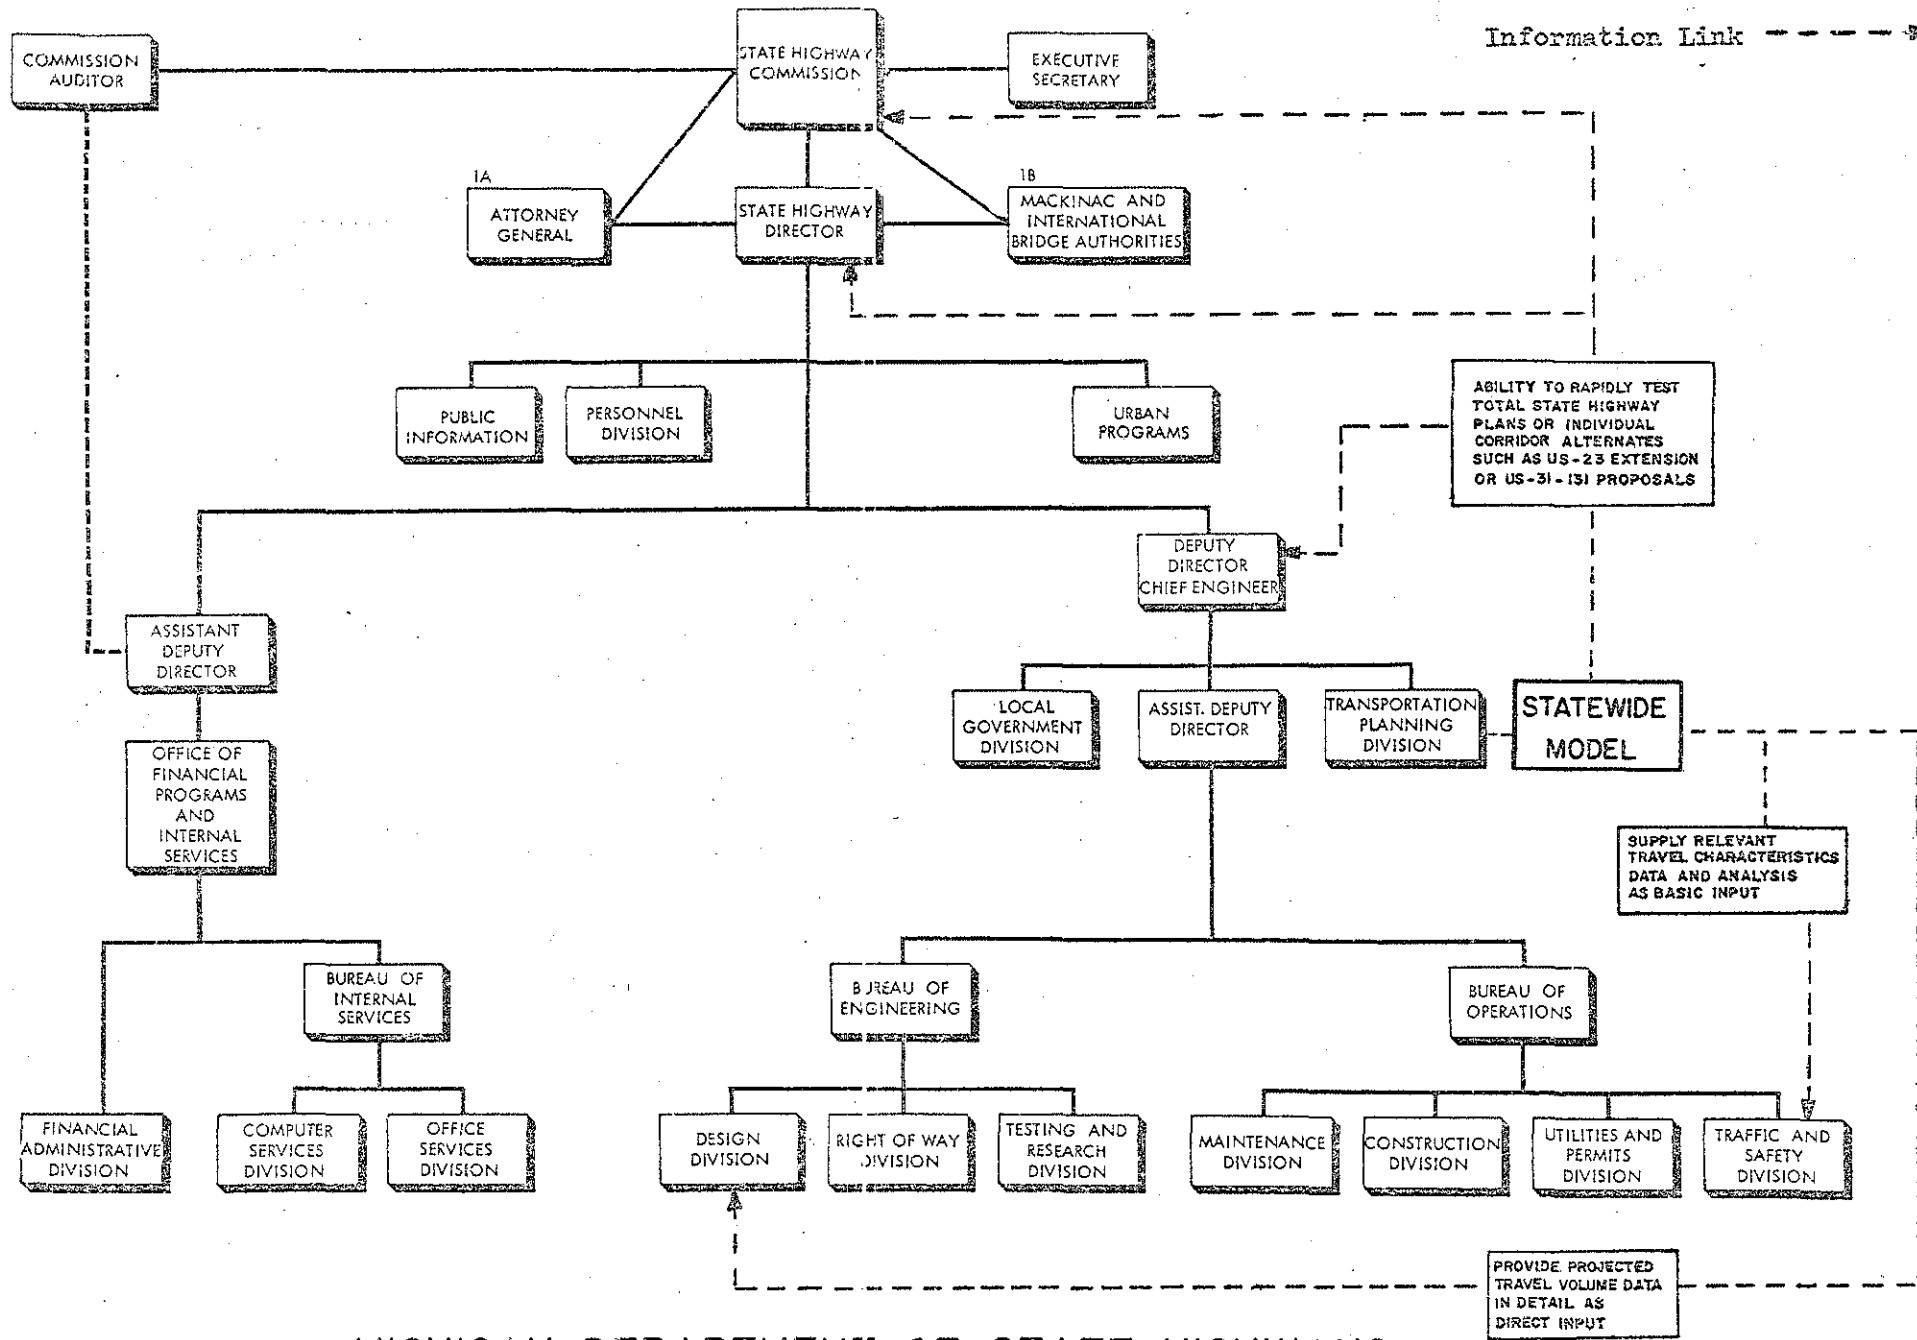 Information Link
COMMISSION
AUDITOR
STATE HIGHWAY
COMMISSION
EXECUTIVE
SECRETARY
1A
ATTORNEY
GENERAL
STATE HIGHWAY
DIRECTOR
1B
MACKINAC AND
INTERNATIONAL
BRIDGE AUTHORITIES
PUBLIC
INFORMATION
PERSONNEL
DIVISION
URBAN
PROGRAMS
ABILITY TO RAPIDLY TEST
TOTAL STATE HIGHWAY
PLANS OR INDIVIDUAL
CORRIDOR ALTERNATES
SUCH AS US-23 EXTENSION
OR US-31-131 PROPOSALS
DEPUTY
DIRECTOR
CHIEF ENGINEER
ASSISTANT
DEPUTY
DIRECTOR
LOCAL
GOVERNMENT
DIVISION
ASSIST. DEPUTY
DIRECTOR
TRANSPORTATION
PLANNING
DIVISION
STATEWIDE
MODEL
OFFICE OF
FINANCIAL
PROGRAMS
AND
INTERNAL
SERVICES
SUPPLY RELEVANT
TRAVEL CHARACTERISTICS
DATA AND ANALYSIS
AS BASIC INPUT
BUREAU OF
INTERNAL
SERVICES
BUREAU OF
ENGINEERING
BUREAU OF
OPERATIONS
FINANCIAL
ADMINISTRATIVE
DIVISION
COMPUTER
SERVICES
DIVISION
OFFICE
SERVICES
DIVISION
DESIGN
DIVISION
RIGHT OF WAY
DIVISION
TESTING AND
RESEARCH
DIVISION
MAINTENANCE
DIVISION
CONSTRUCTION
DIVISION
UTILITIES AND
PERMITS
DIVISION
TRAFFIC AND
SAFETY
DIVISION
PROVIDE PROJECTED
TRAVEL VOLUME DATA
IN DETAIL AS
DIRECT INPUT